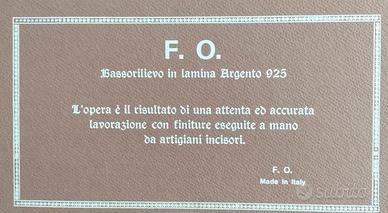 F. O.
Bassorilievo in lamina Argento 925
L'opera è il risultato di una attenta ed accurata
lavorazione con finiture eseguite a mano
da artigiani incisori.
F. O.
Made in Italy
Subito